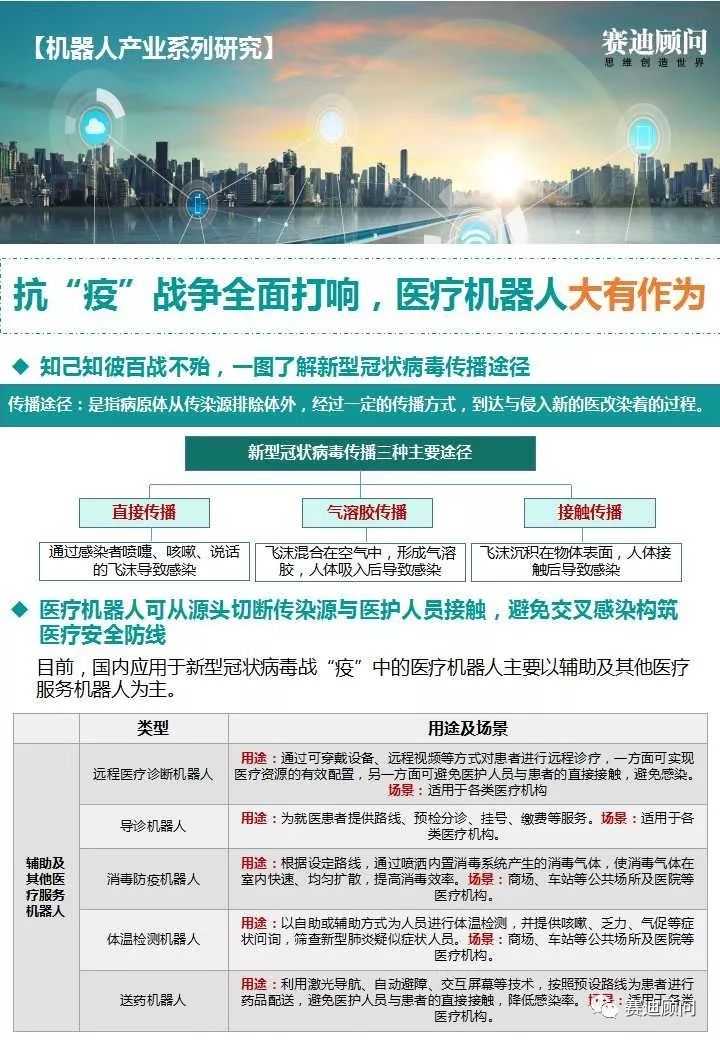 【机器人产业系列研究】
赛迪顾问
思维创造世界
抗“疫”战争全面打响，医疗机器人大有作为
◆ 知己知彼百战不殆，一图了解新型冠状病毒传播途径
传播途径：是指病原体从传染源排除体外，经过一定的传播方式，到达与侵入新的医改染着的过程。
新型冠状病毒传播三种主要途径
直接传播
气溶胶传播
接触传播
通过感染者喷嚏、咳嗽、说话
的飞沫导致感染
飞沫混合在空气中，形成气溶
胶，人体吸入后导致感染
飞沫沉积在物体表面，人体接
触后导致感染
◆ 医疗机器人可从源头切断传染源与医护人员接触，避免交叉感染构筑
医疗安全防线
目前，国内应用于新型冠状病毒战“疫”中的医疗机器人主要以辅助及其他医疗
服务机器人为主。
类型
用途及场景
辅助及
其他医
疗服务
机器人
远程医疗诊断机器人
用途：通过可穿戴设备、远程视频等方式对患者进行远程诊疗，一方面可实现
医疗资源的有效配置，另一方面可避免医护人员与患者的直接接触，避免感染。
场景：适用于各类医疗机构
导诊机器人
用途：为就医患者提供路线、预检分诊、挂号、缴费等服务。场景：适用于各
类医疗机构。
消毒防疫机器人
用途：根据设定路线，通过喷洒内置消毒系统产生的消毒气体，使消毒气体在
室内快速、均匀扩散，提高消毒效率。场景：商场、车站等公共场所及医院等
医疗机构。
体温检测机器人
用途：以自助或辅助方式为人员进行体温检测，并提供咳嗽、乏力、气促等症
状问询，筛查新型肺炎疑似症状人员。场景：商场、车站等公共场所及医院等
医疗机构。
送药机器人
用途：利用激光导航、自动避障、交互屏幕等技术，按照预设路线为患者进行
药品配送，避免医护人员与患者的直接接触，降低感染率。场景：适用于各类
医疗机构。
赛迪顾问